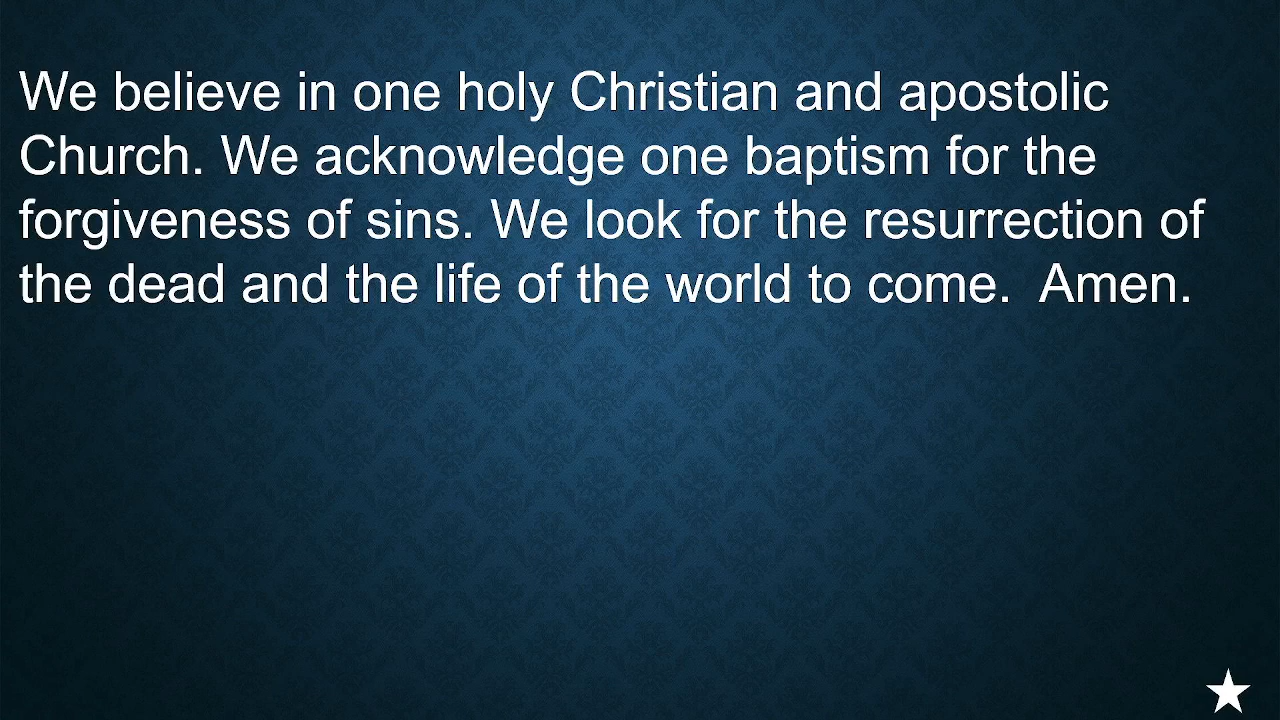 We believe in one holy Christian and apostolic
Church. We acknowledge one baptism for the
forgiveness of sins. We look for the resurrection of
the dead and the life of the world to come.  Amen.